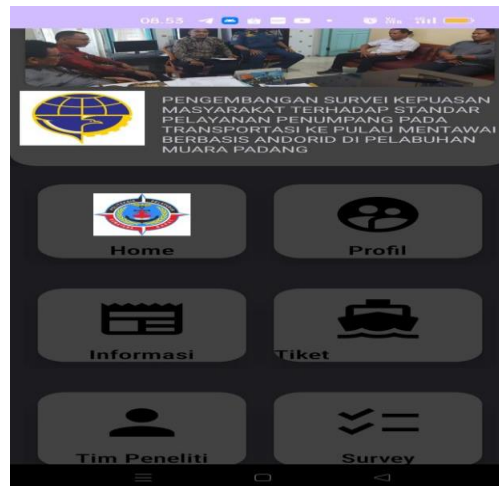 08.53
PENGEMBANGAN SURVEI KEPUASAN
MASYARAKAT TERHADAP STANDAR
PELAYANAN PENUMPANG PADA
TRANSPORTASI KE PULAU MENTAWAI
BERBASIS ANDORID DI PELABUHAN
MUARA PADANG
Home
Profil
Informasi
Tiket
Tim Peneliti
Survey